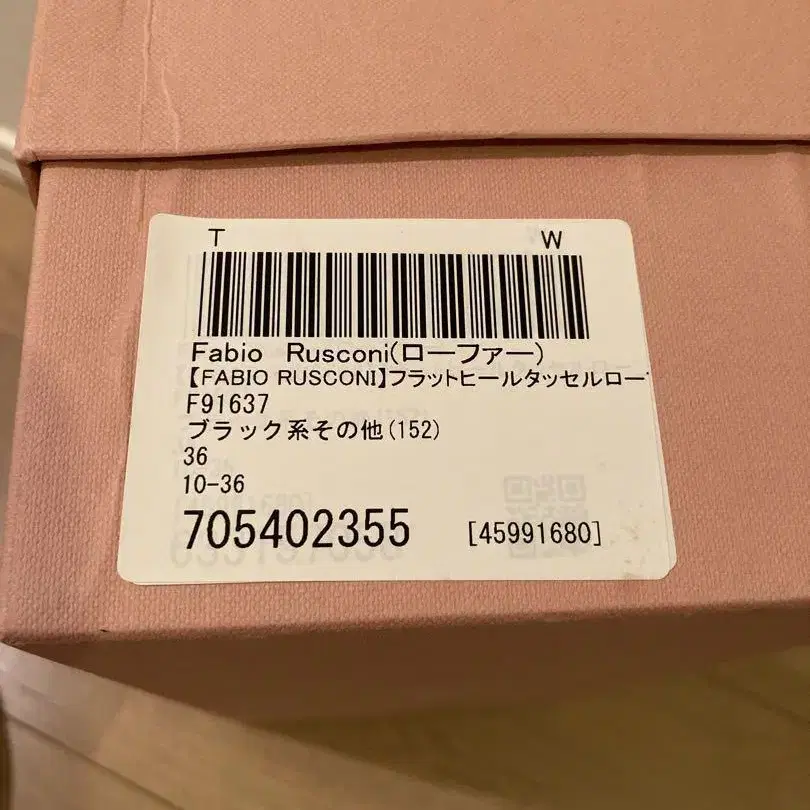 T W
Fabio Rusconi(ローファー)
【FABIO RUSCONI】フラットヒールタッセルロー
F91637
ブラック系その他(152)
36
10-36
705402355 [45991680]